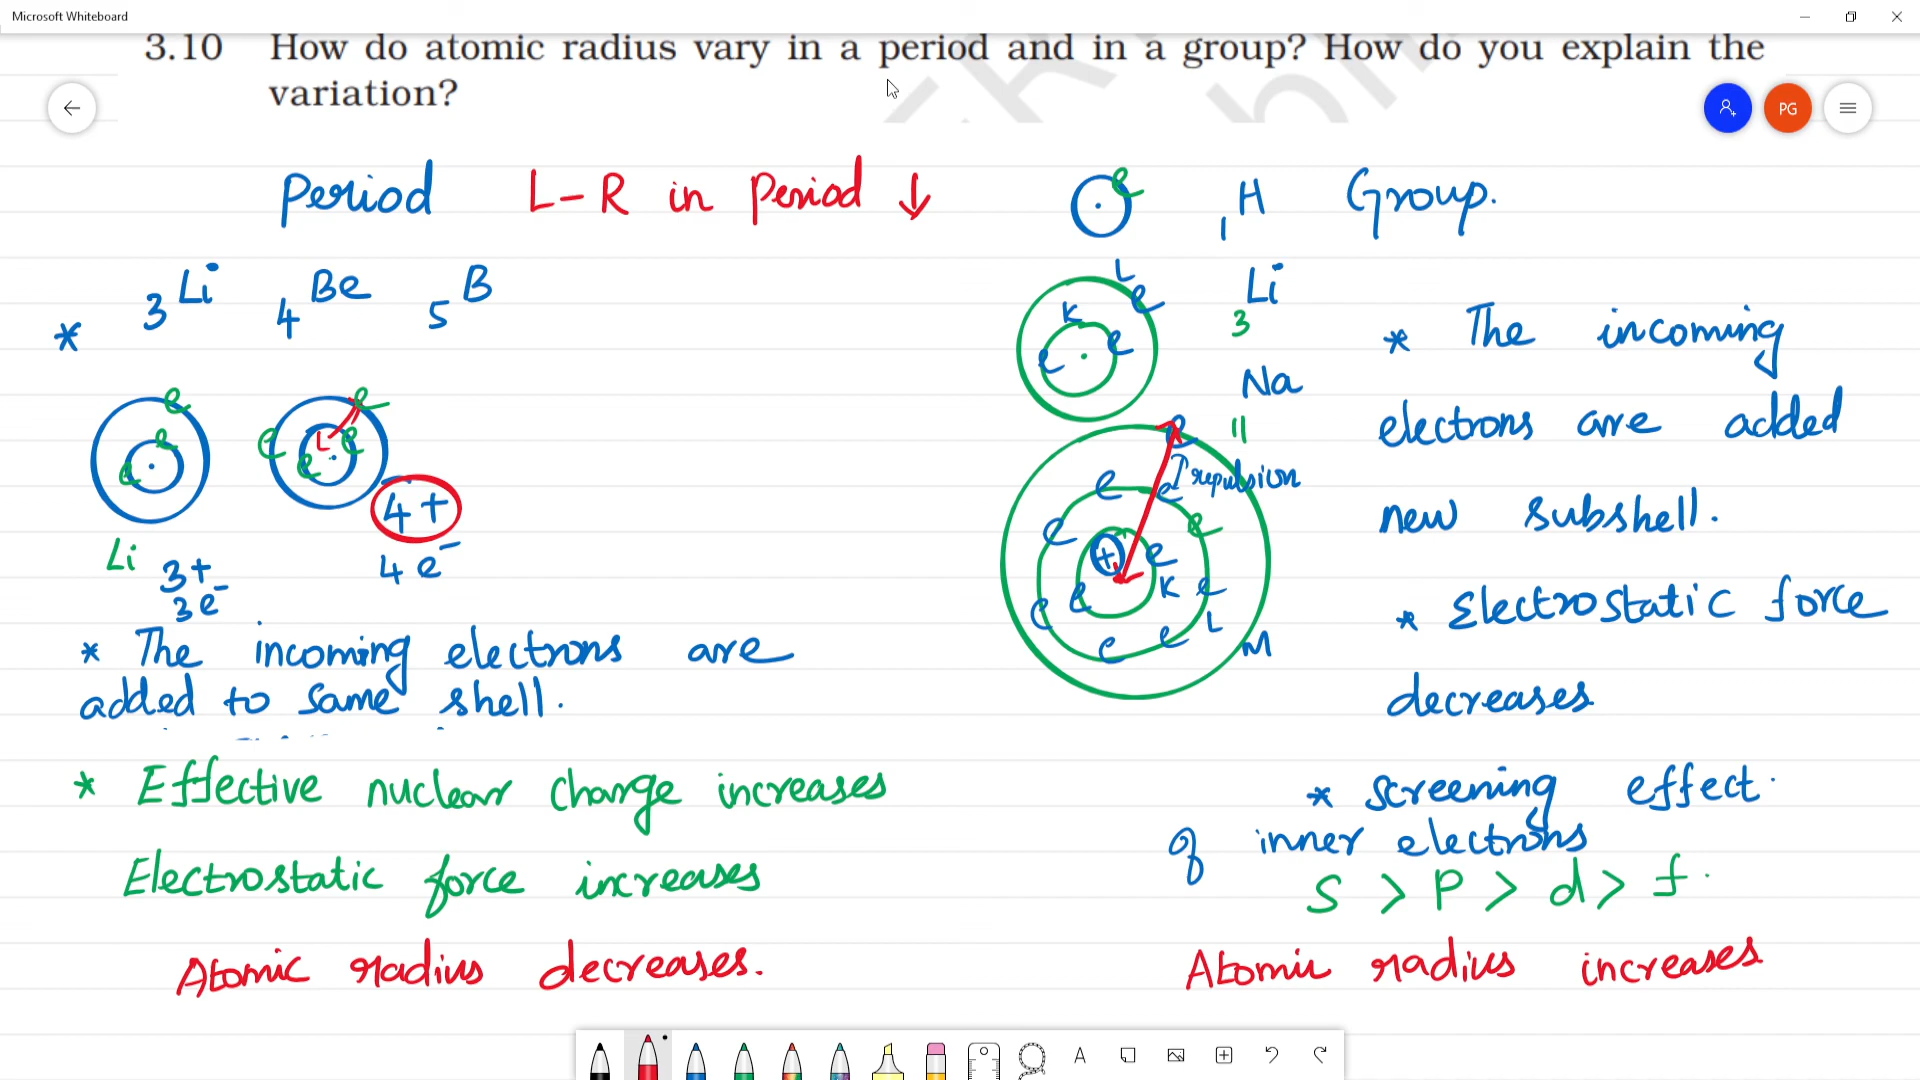 Microsoft Whiteboard
3.10 How do atomic radius vary in a period and in a group? How do you explain the
variation?
PG
Period L-R in Period ↓
* 3Li 4Be 5B
e e e
e e e e L
4+
4e-
Li 3+
3e-
* The incoming electrons are
added to same shell.
* Effective nuclear charge increases
Electrostatic force increases
Atomic radius decreases.
e 1H Group.
L e K e e
Li
3
Na
11
e
repulsion
e e e e e e e e e e
+ K L M
* The incoming
electrons are added
new subshell.
* Electrostatic force
decreases
* Screening effect.
of inner electrons
S > P > d > f.
Atomic radius increases
A